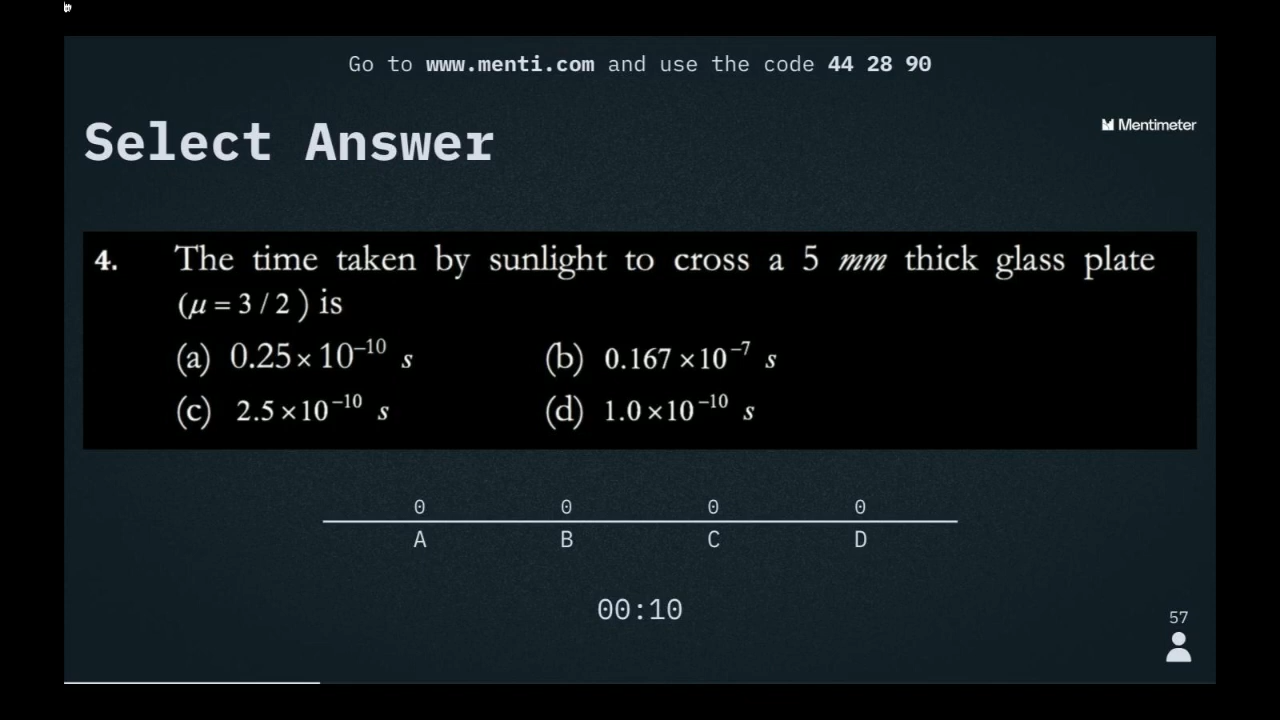 Go to www.menti.com and use the code 44 28 90
Select Answer
Mentimeter
4. The time taken by sunlight to cross a 5 mm thick glass plate
(μ = 3 / 2 ) is
(a) 0.25 × 10⁻¹⁰ s (b) 0.167 × 10⁻⁷ s
(c) 2.5 × 10⁻¹⁰ s (d) 1.0 × 10⁻¹⁰ s
0 0 0 0
A B C D
00:10
57